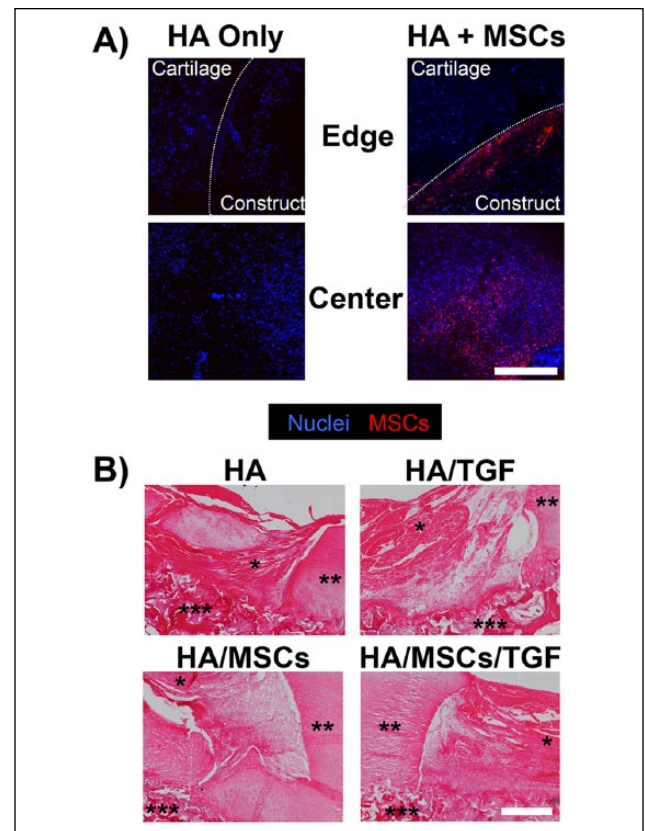 A)
HA Only HA + MSCs
Cartilage Cartilage
Edge
Construct Construct
Center
Nuclei MSCs
B)
HA HA/TGF
* **
* **
*** ***
HA/MSCs HA/MSCs/TGF
* ** ** *
*** ***